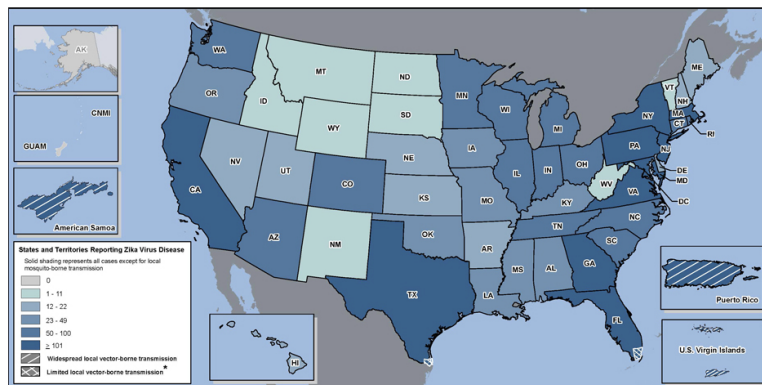 AK
CNMI
GUAM
American Samoa
States and Territories Reporting Zika Virus Disease
Solid shading represents all cases except for local
mosquito-borne transmission
0
1 - 11
12 - 22
23 - 49
50 - 100
≥ 101
Widespread local vector-borne transmission
Limited local vector-borne transmission*
HI
WA
OR
CA
ID
NV
MT
WY
UT
AZ
CO
NM
ND
SD
NE
KS
OK
TX
MN
IA
MO
AR
LA
WI
IL
MI
IN
OH
KY
TN
MS
AL
GA
FL
SC
NC
VA
WV
PA
NY
VT
NH
ME
MA
CT
RI
NJ
DE
MD
DC
Puerto Rico
U.S. Virgin Islands